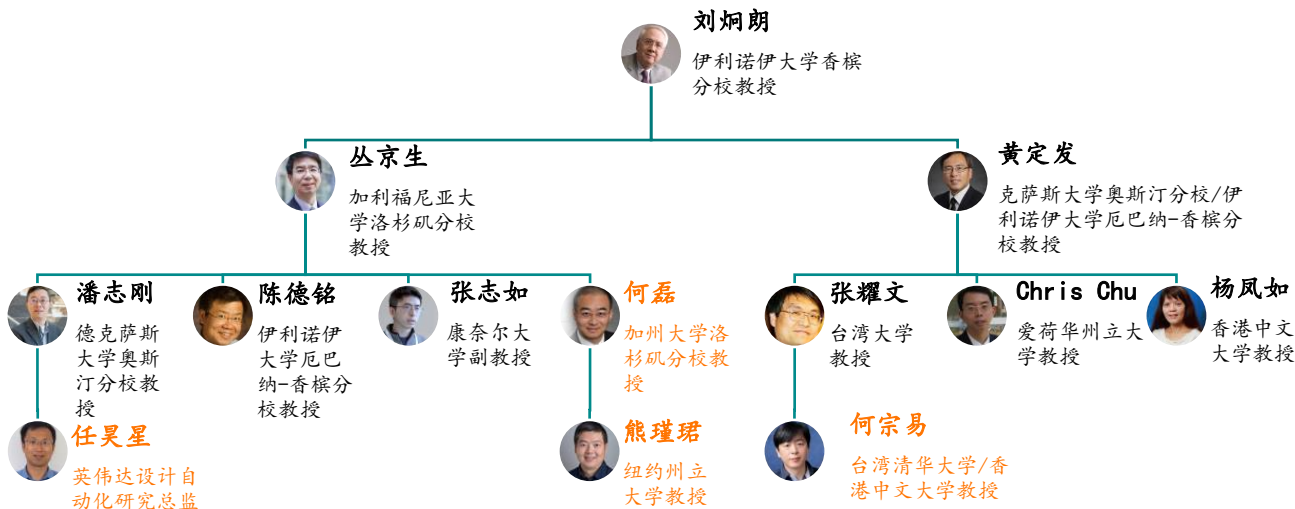 刘炯朗
伊利诺伊大学香槟
分校教授
丛京生
加利福尼亚大
学洛杉矶分校
教授
黄定发
克萨斯大学奥斯汀分校/伊
利诺伊大学厄巴纳-香槟分
校教授
潘志刚
德克萨斯
大学奥斯
汀分校教
授
陈德铭
伊利诺伊
大学厄巴
纳-香槟分
校教授
张志如
康奈尔大
学副教授
何磊
加州大学洛
杉矶分校教
授
张耀文
台湾大学
教授
Chris Chu
爱荷华州立大
学教授
杨凤如
香港中文
大学教授
任昊星
英伟达设计自
动化研究总监
熊瑾珺
纽约州立
大学教授
何宗易
台湾清华大学/香
港中文大学教授